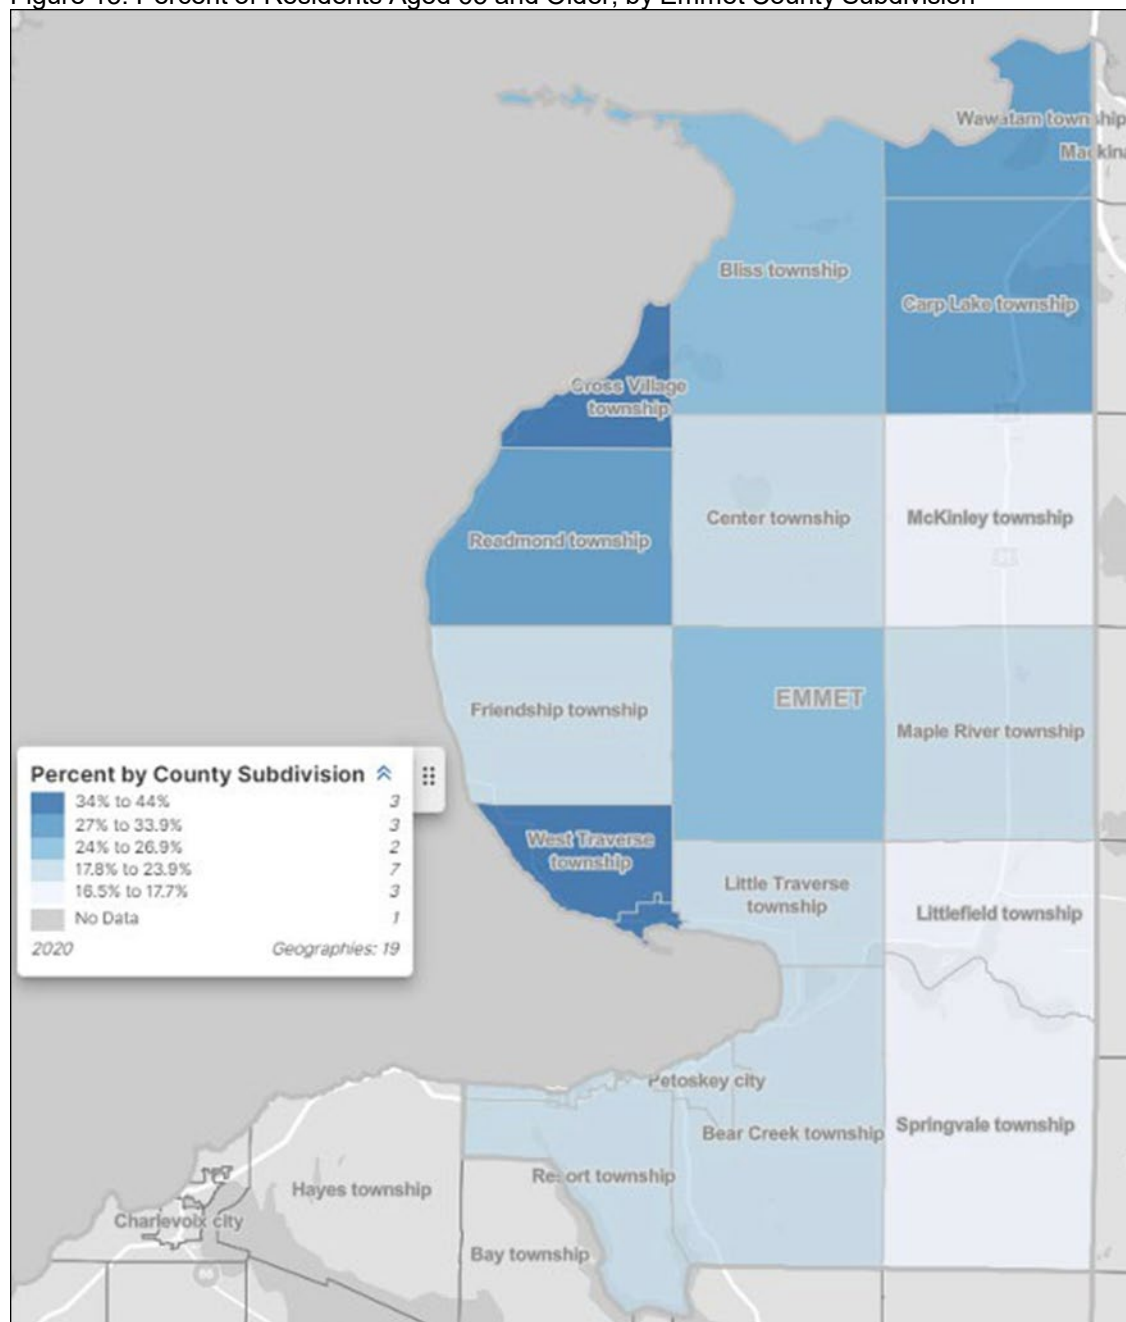 Figure 13. Percent of Residents Aged 65 and Older, by Emmet County Subdivision
Wawatam township
Mackina
Bliss township
Carp Lake township
Cross Village
township
Center township
McKinley township
Readmond township
EMMET
Friendship township
Maple River township
Percent by County Subdivision
34% to 44% 3
27% to 33.9% 3
24% to 26.9% 2
17.8% to 23.9% 7
16.5% to 17.7% 3
No Data 1
2020 Geographies: 19
West Traverse
township
Little Traverse
township
Littlefield township
Petoskey city
Bear Creek township
Springvale township
Resort township
Hayes township
Charlevoix city
Bay township